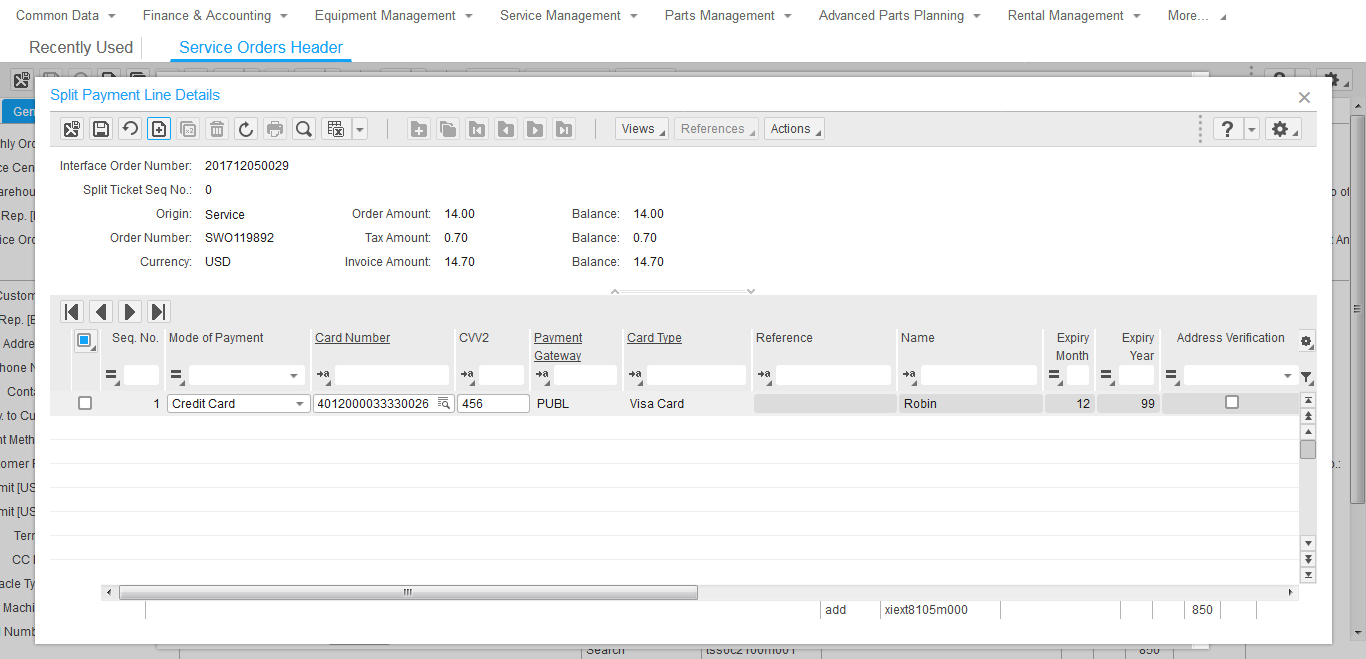 Common Data Finance & Accounting Equipment Management Service Management Parts Management Advanced Parts Planning Rental Management More...
Recently Used Service Orders Header
Split Payment Line Details
Views References Actions
Interface Order Number: 201712050029
Split Ticket Seq No.: 0
Origin: Service Order Amount: 14.00 Balance: 14.00
Order Number: SWO119892 Tax Amount: 0.70 Balance: 0.70
Currency: USD Invoice Amount: 14.70 Balance: 14.70
Seq. No. Mode of Payment Card Number CVV2 Payment Gateway Card Type Reference Name Expiry Month Expiry Year Address Verification
1 Credit Card 4012000033330026 456 PUBL Visa Card Robin 12 99
add xiext8105m000 850
Search 850